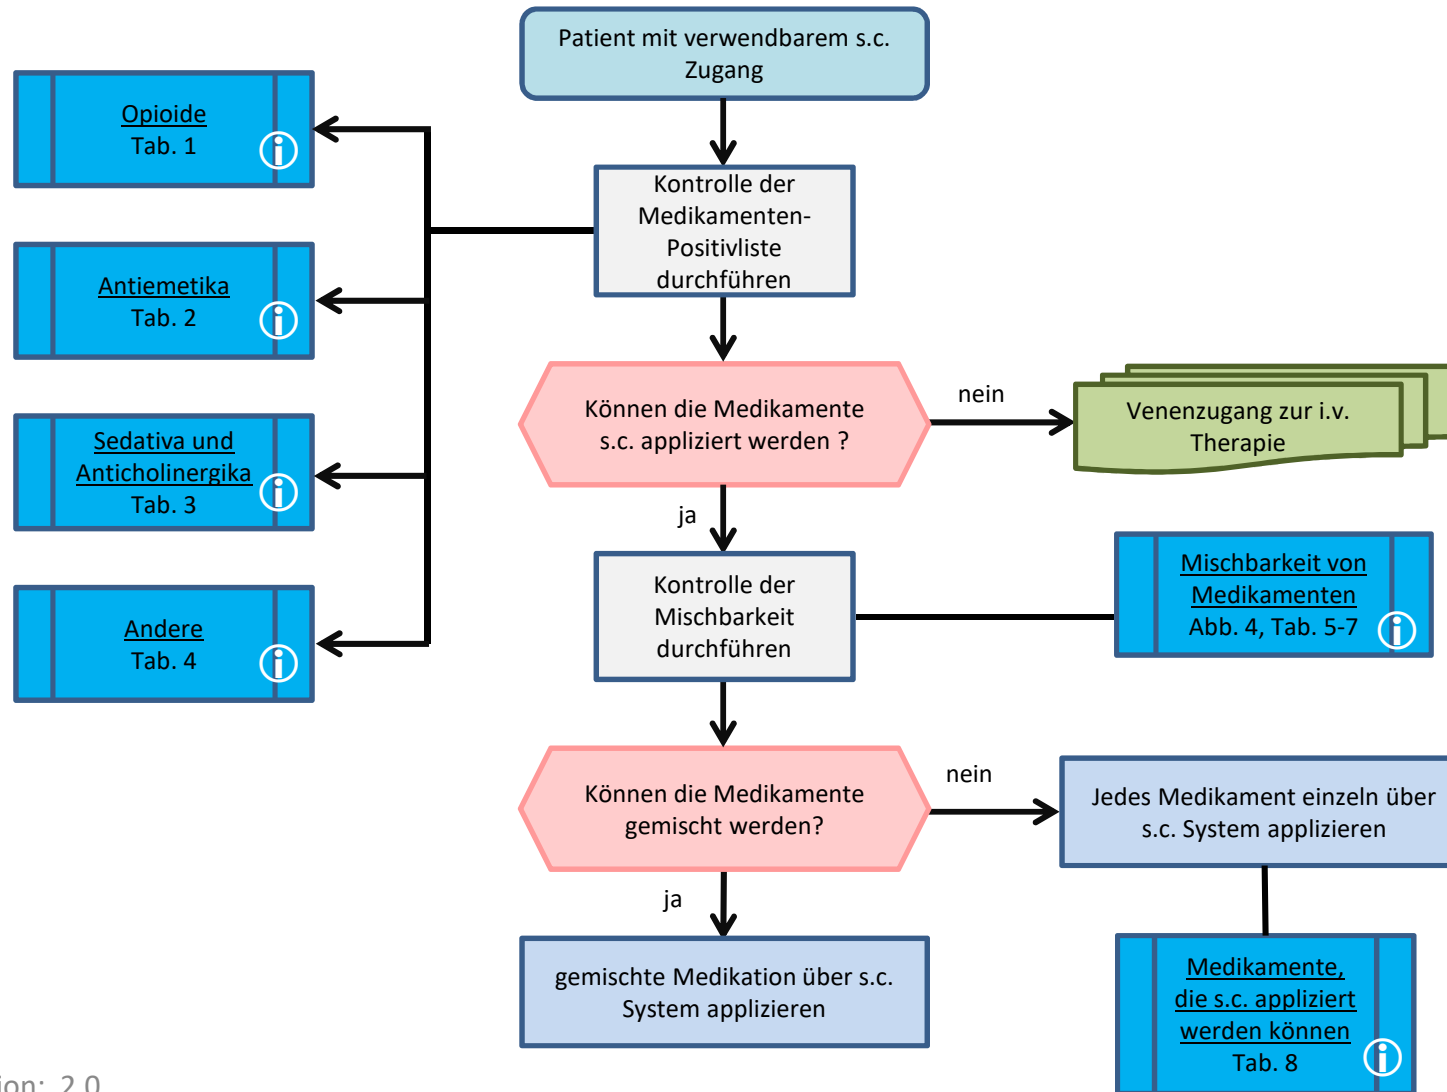 Patient mit verwendbarem s.c.
Zugang
Opioide
Tab. 1
Kontrolle der
Medikamenten-
Positivliste
durchführen
Antiemetika
Tab. 2
Können die Medikamente
s.c. appliziert werden ?
nein
Venenzugang zur i.v.
Therapie
Sedativa und
Anticholinergika
Tab. 3
ja
Kontrolle der
Mischbarkeit
durchführen
Mischbarkeit von
Medikamenten
Abb. 4, Tab. 5-7
Andere
Tab. 4
Können die Medikamente
gemischt werden?
nein
Jedes Medikament einzeln über
s.c. System applizieren
ja
gemischte Medikation über s.c.
System applizieren
Medikamente,
die s.c. appliziert
werden können
Tab. 8
ion: 2.0